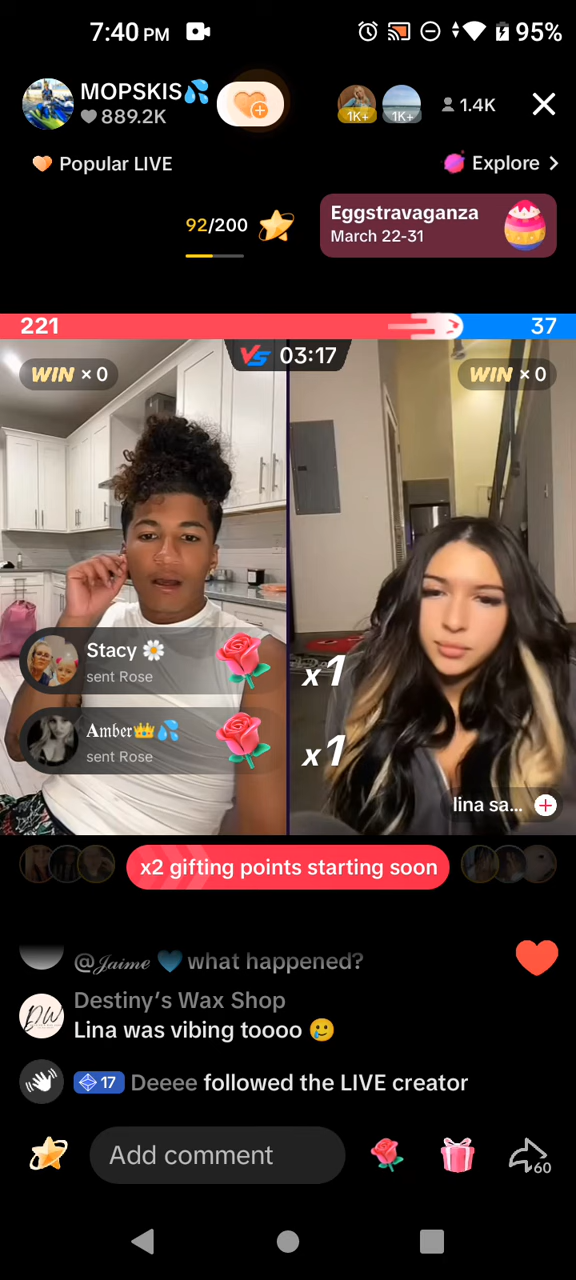 7:40 PM
95%
MOPSKIS💦
889.2K
1K+
1K+
1.4K
Popular LIVE
Explore >
92/200
Eggstravaganza
March 22-31
221
37
VS 03:17
WIN × 0
WIN × 0
Stacy 🌼
sent Rose
x1
𝕬𝖒𝖇𝖊𝖗👑💦
sent Rose
x1
lina sa...
x2 gifting points starting soon
@𝒥𝒶𝒾𝓂𝑒 💙 what happened?
DW
Destiny's Wax Shop
Lina was vibing toooo 🥲
17 Deeee followed the LIVE creator
Add comment
60